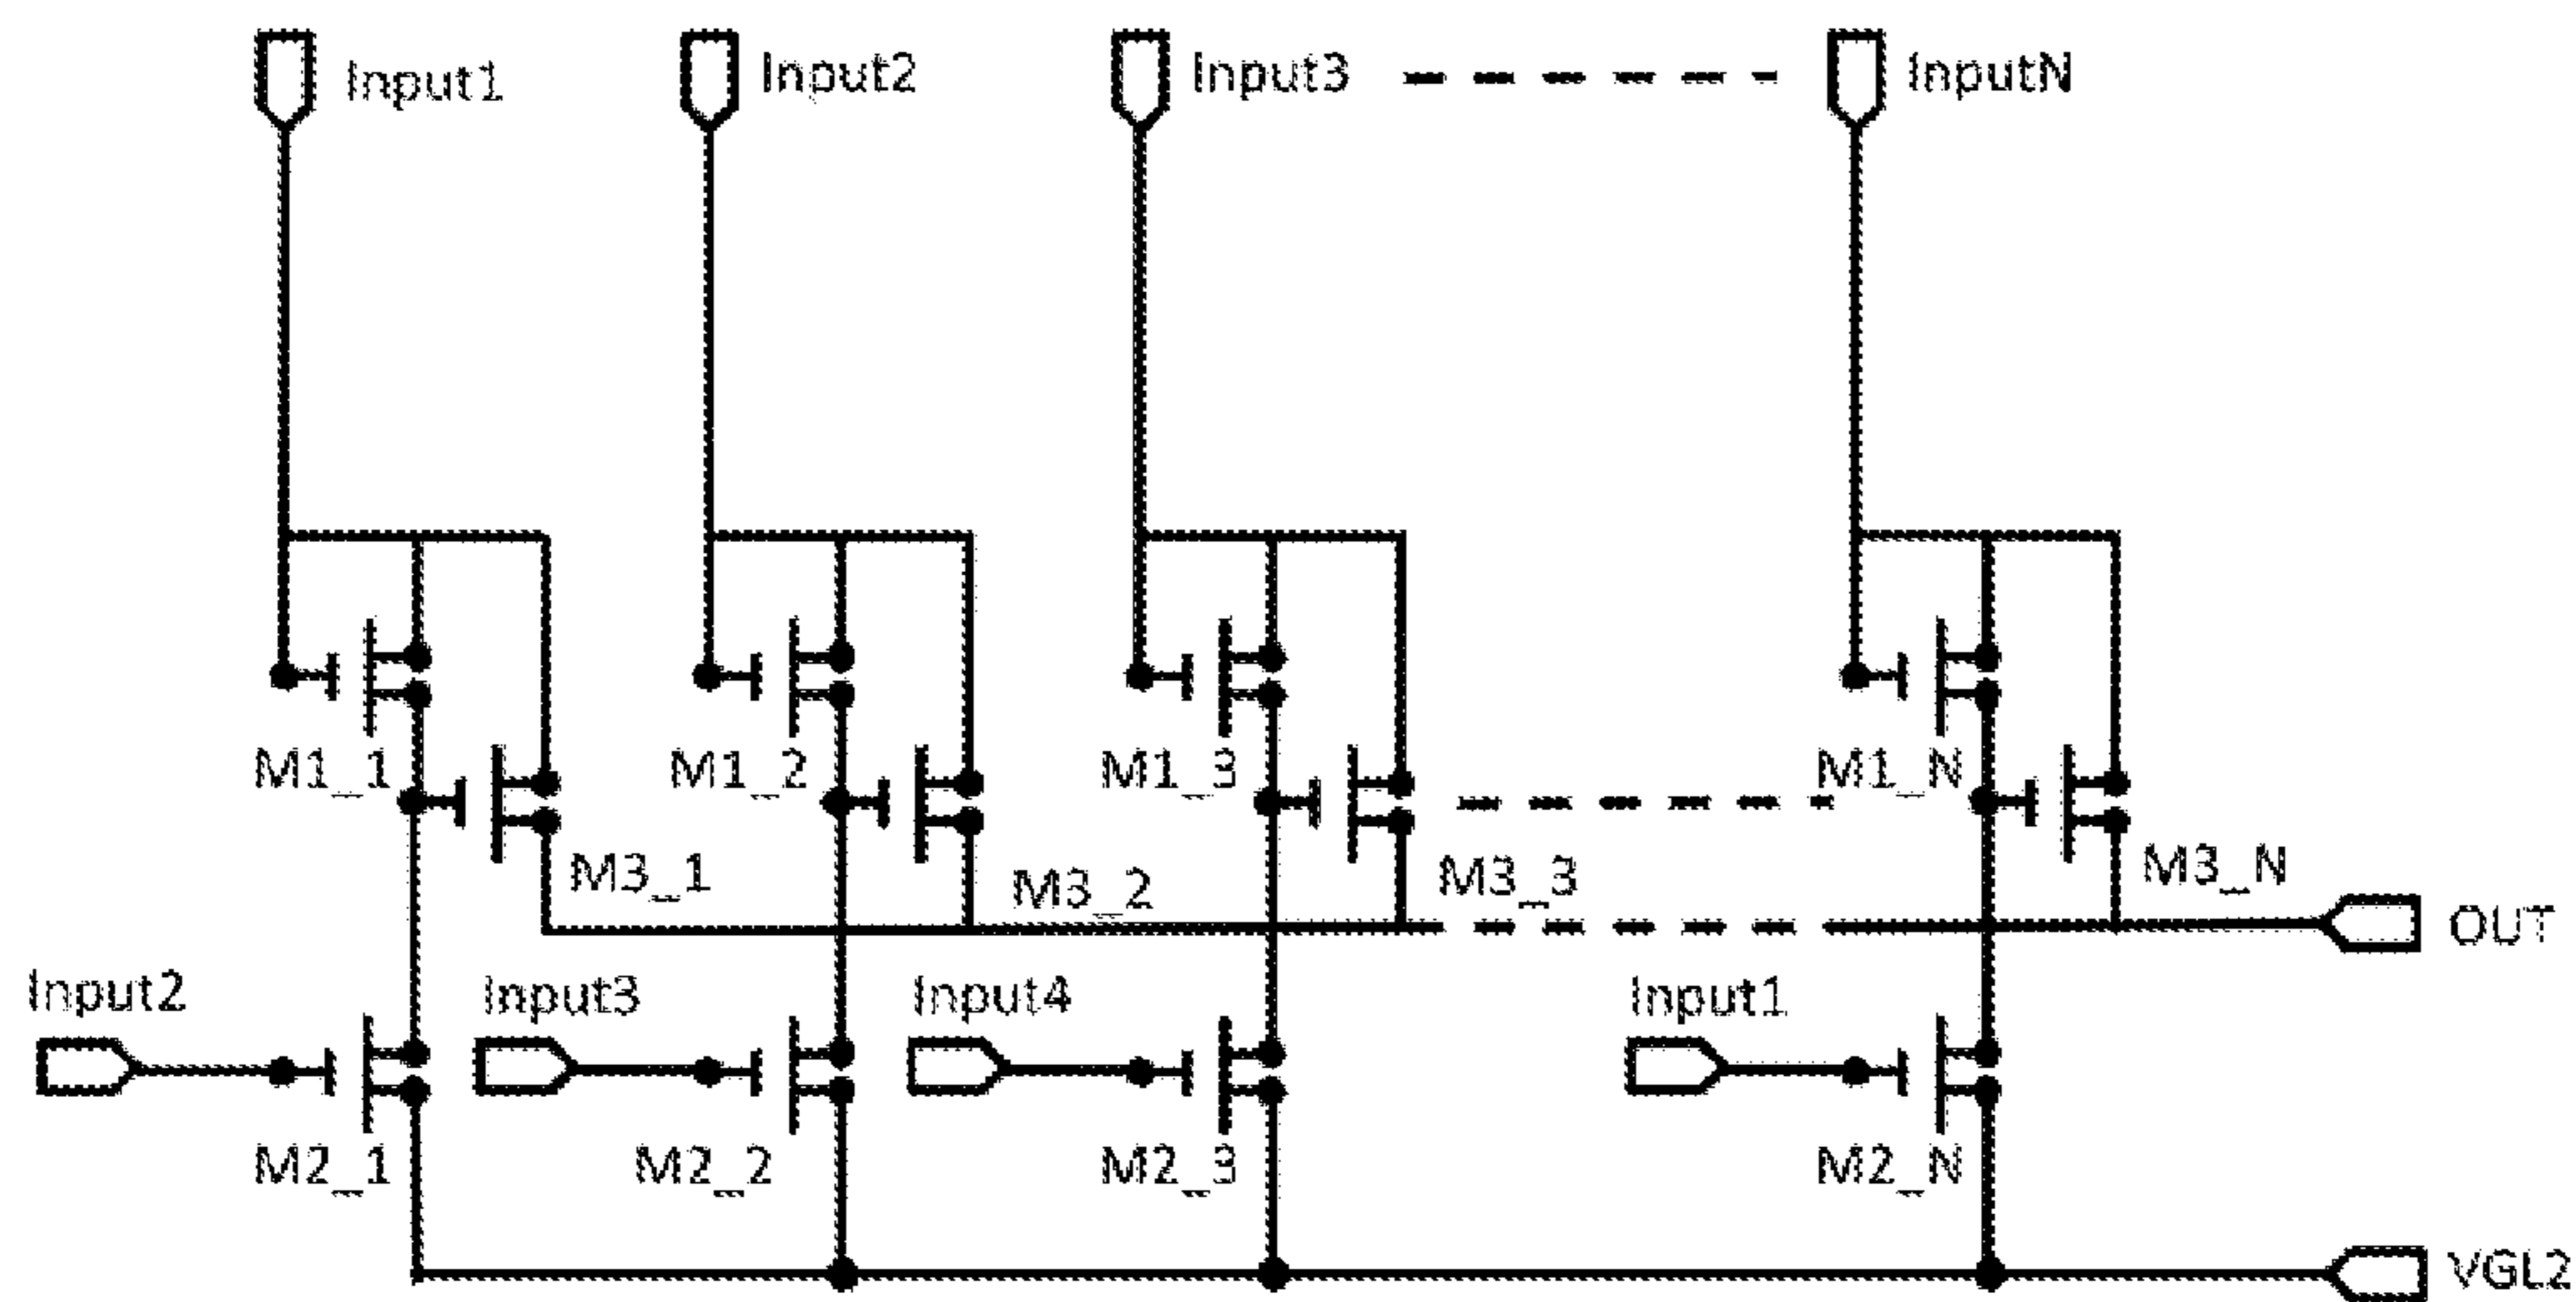 Input1 Input2 Input3 InputN
M1_1 M1_2 M1_3 M1_N
M3_1 M3_2 M3_3 M3_N
OUT
Input2 Input3 Input4 Input1
M2_1 M2_2 M2_3 M2_N
VGL2